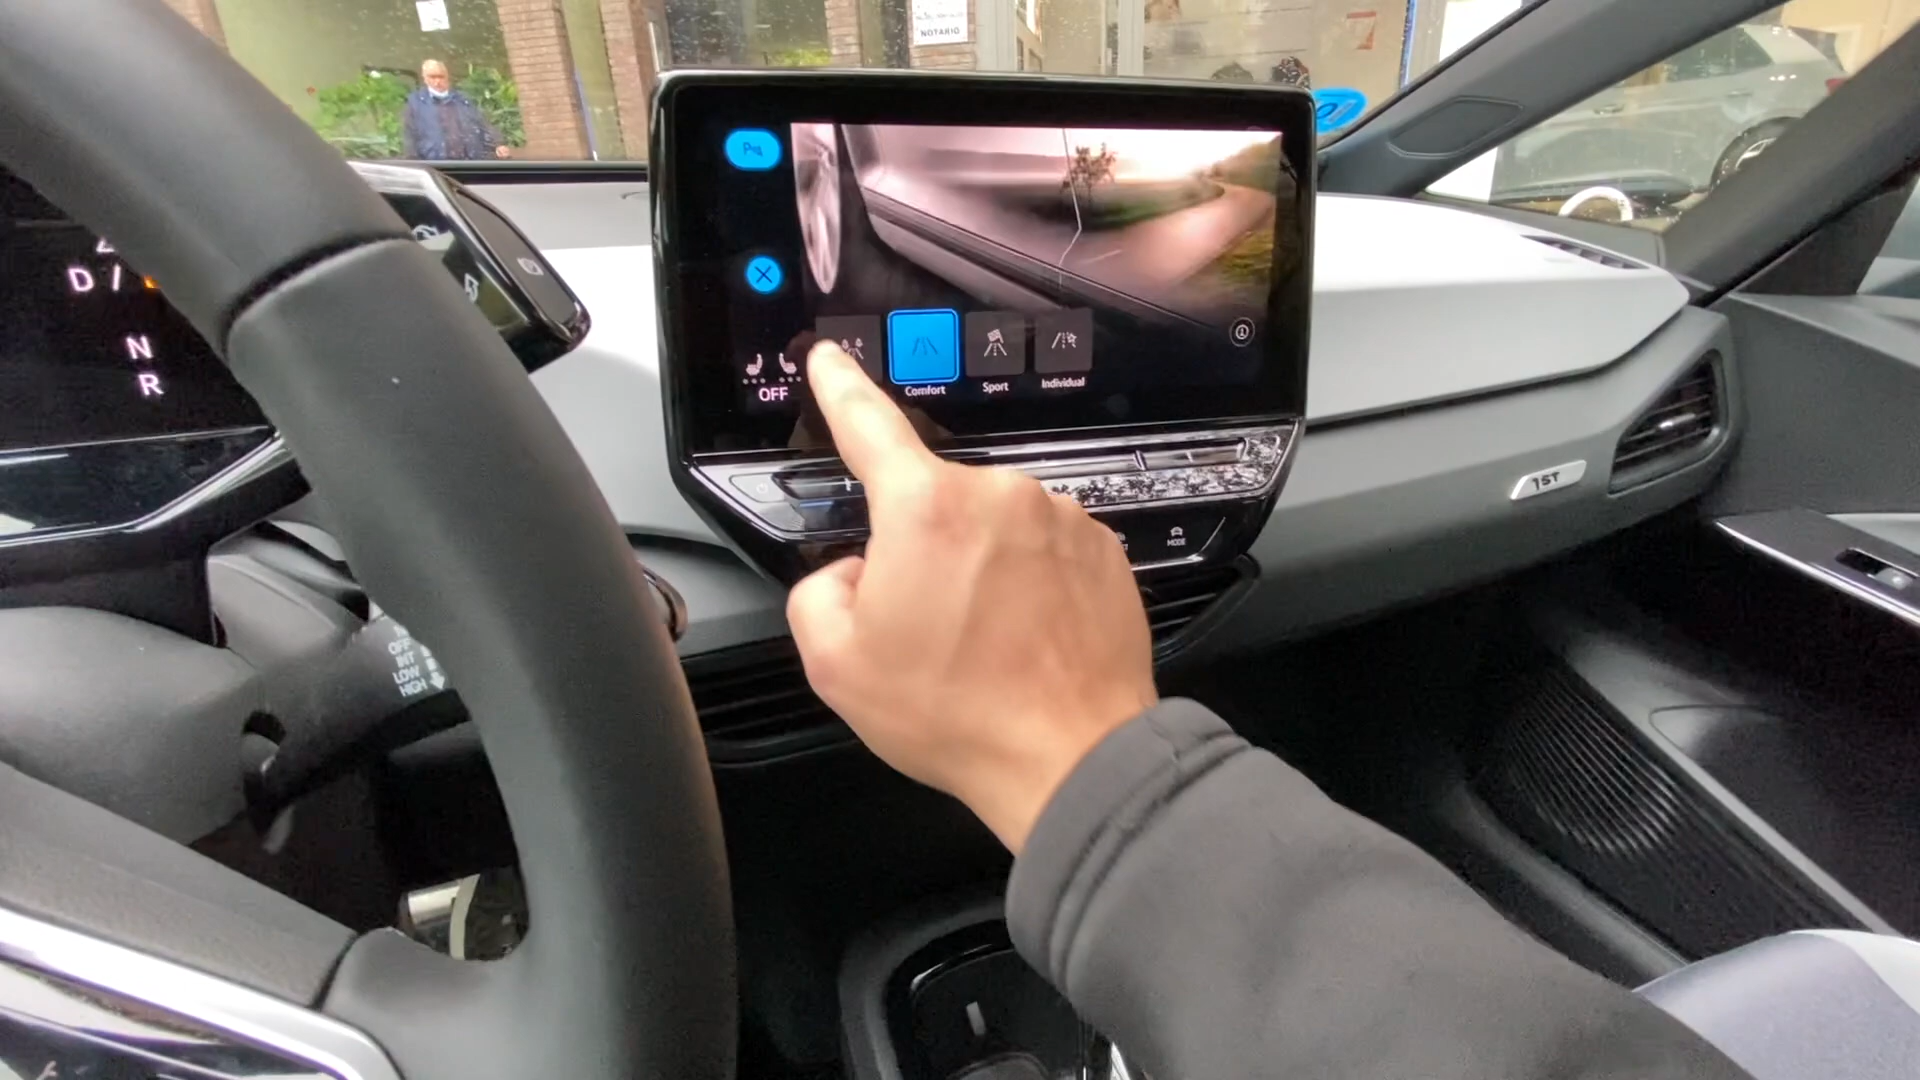 NOTARIO
D /
N
R
OFF
Comfort
Sport
Individual
1ST
MODE
OFF
INT
LOW
HIGH